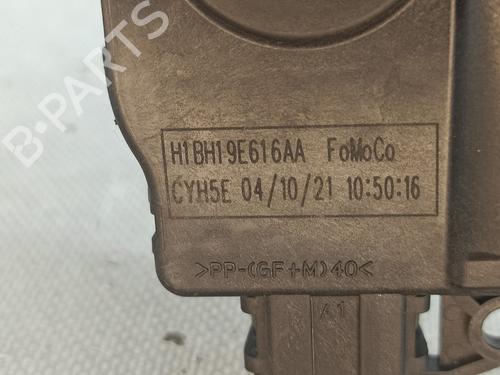 B-PARTS
H1BH19E616AA FoMoCo
CYH5E 04/10/21 10:50:16
>PP-(GF+M)40<